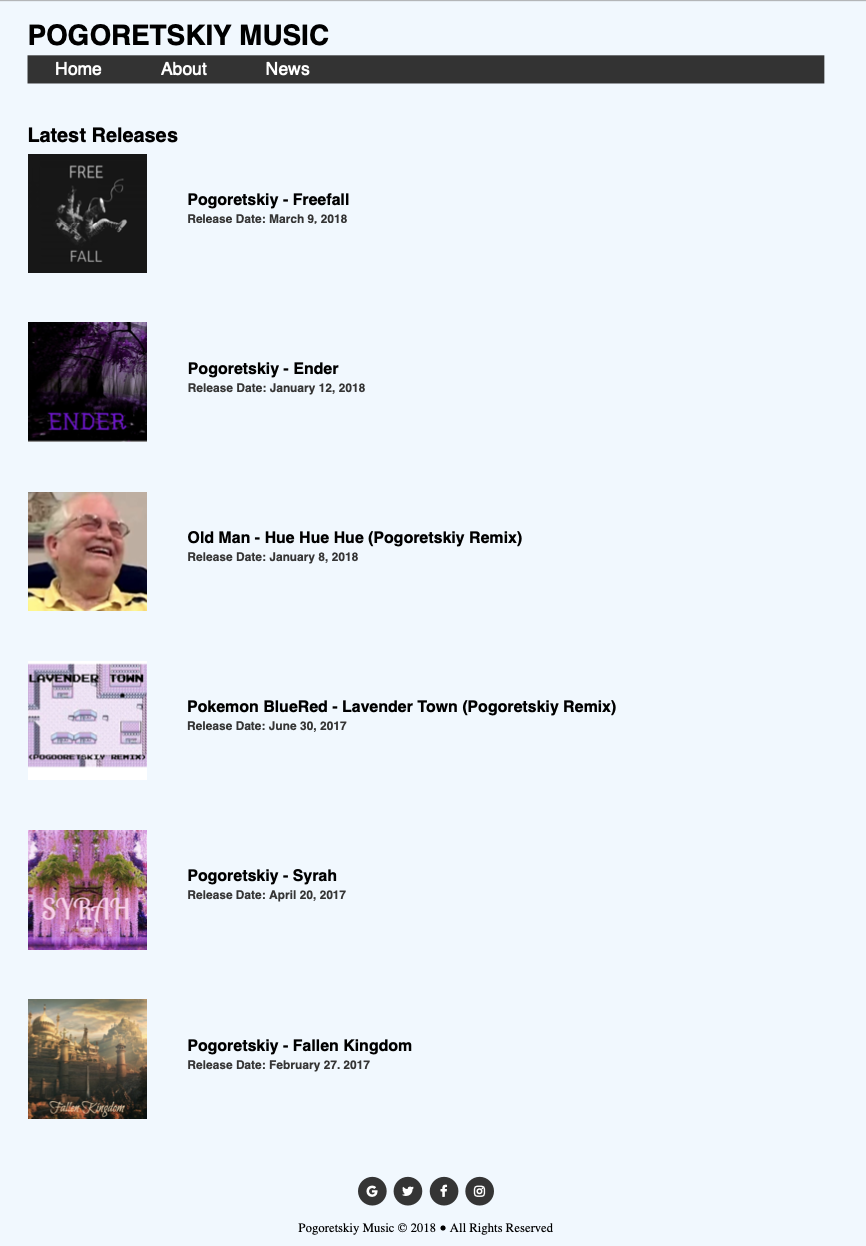 POGORETSKIY MUSIC
Home About News
Latest Releases
FREE
FALL
Pogoretskiy - Freefall
Release Date: March 9, 2018
ENDER
Pogoretskiy - Ender
Release Date: January 12, 2018
Old Man - Hue Hue Hue (Pogoretskiy Remix)
Release Date: January 8, 2018
LAVENDER TOWN
(POGOORETSKIY REMIX)
Pokemon BlueRed - Lavender Town (Pogoretskiy Remix)
Release Date: June 30, 2017
SYRAH
Pogoretskiy - Syrah
Release Date: April 20, 2017
Fallen Kingdom
Pogoretskiy - Fallen Kingdom
Release Date: February 27. 2017
Pogoretskiy Music © 2018 • All Rights Reserved